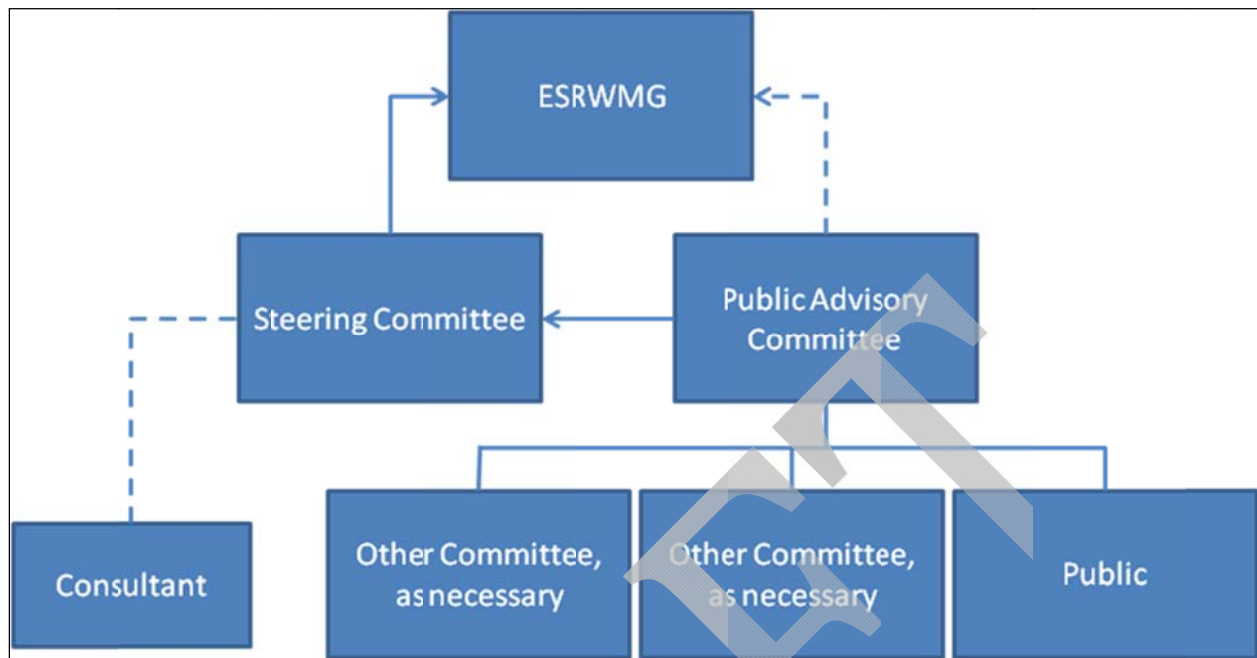 ESRWMG
Steering Committee
Public Advisory
Committee
Consultant
Other Committee,
as necessary
Other Committee,
as necessary
Public